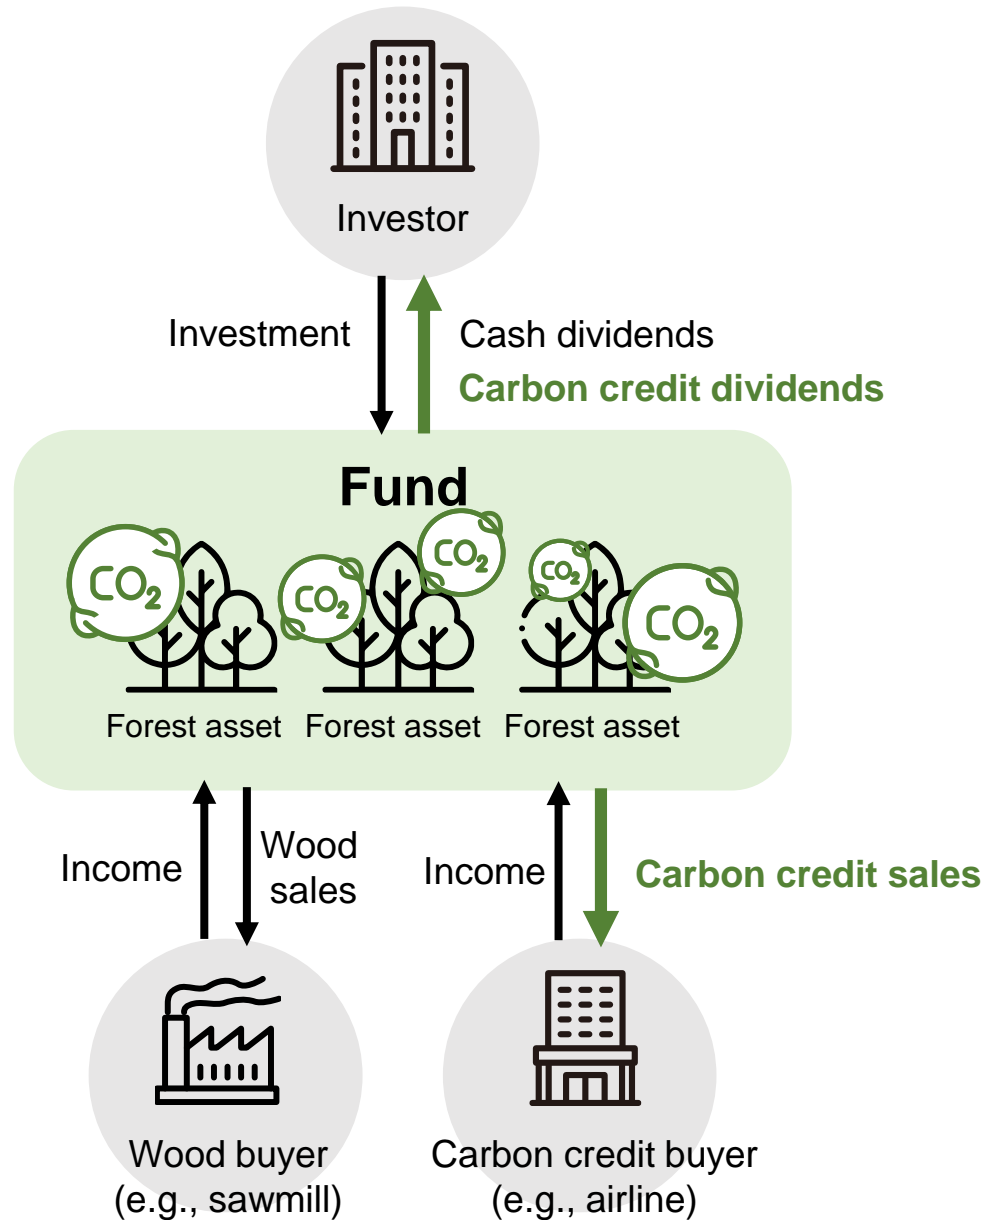 Investor
Investment
Cash dividends
Carbon credit dividends
Fund
CO₂
CO₂
CO₂
CO₂
CO₂
Forest asset
Forest asset
Forest asset
Income
Wood
sales
Income
Carbon credit sales
Wood buyer
(e.g., sawmill)
Carbon credit buyer
(e.g., airline)